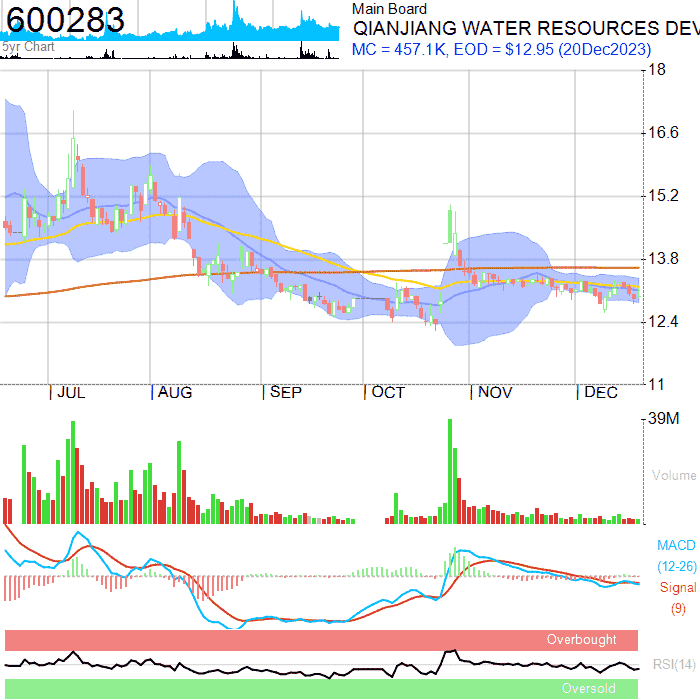 600283
5yr Chart
Main Board
QIANJIANG WATER RESOURCES DEV
MC = 457.1K, EOD = $12.95 (20Dec2023)
18
16.6
15.2
13.8
12.4
11
JUL AUG SEP OCT NOV DEC
39M
Volume
MACD
(12-26)
Signal
(9)
Overbought
RSI(14)
Oversold